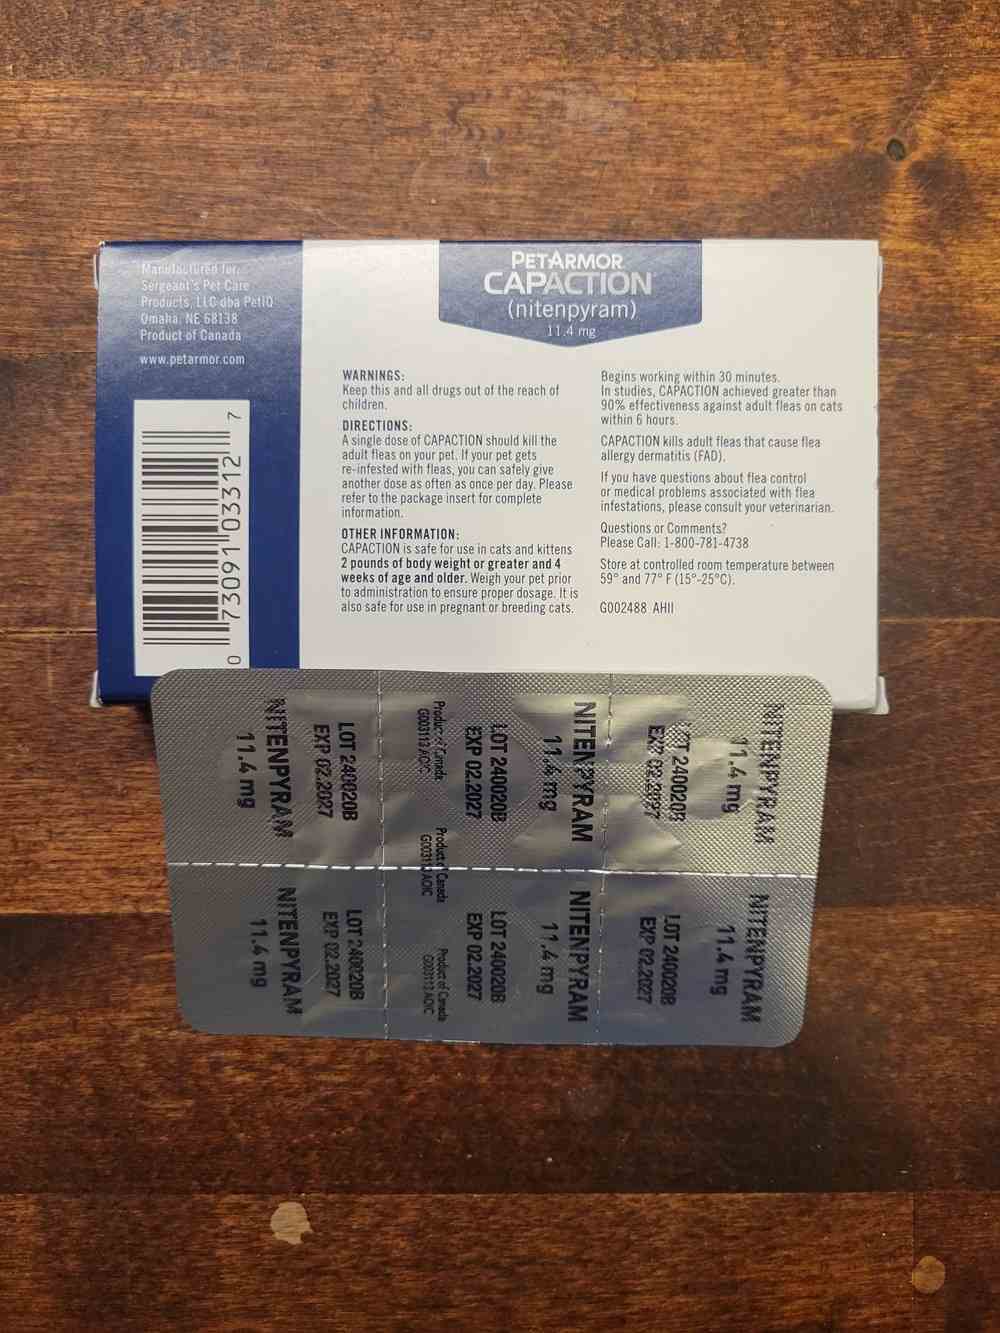 Manufactured for:
Sergeant's Pet Care
Products, LLC dba PetIQ
Omaha, NE 68138
Product of Canada
www.petarmor.com
0 73091 03312 7
PETARMOR
CAPACTION
(nitenpyram)
11.4 mg
WARNINGS:
Keep this and all drugs out of the reach of
children.
DIRECTIONS:
A single dose of CAPACTION should kill the
adult fleas on your pet. If your pet gets
re-infested with fleas, you can safely give
another dose as often as once per day. Please
refer to the package insert for complete
information.
OTHER INFORMATION:
CAPACTION is safe for use in cats and kittens
2 pounds of body weight or greater and 4
weeks of age and older. Weigh your pet prior
to administration to ensure proper dosage. It is
also safe for use in pregnant or breeding cats.
Begins working within 30 minutes.
In studies, CAPACTION achieved greater than
90% effectiveness against adult fleas on cats
within 6 hours.
CAPACTION kills adult fleas that cause flea
allergy dermatitis (FAD).
If you have questions about flea control
or medical problems associated with flea
infestations, please consult your veterinarian.
Questions or Comments?
Please Call: 1-800-781-4738
Store at controlled room temperature between
59° and 77° F (15°-25°C).
G002488 AHII
NITENPYRAM
11.4 mg
LOT 240020B
EXP 02.2027
NITENPYRAM
11.4 mg
LOT 240020B
EXP 02.2027
Product of Canada
G003113 AOIC
NITENPYRAM
11.4 mg
LOT 240020B
EXP 02.2027
Product of Canada
G003113 AOIC
NITENPYRAM
11.4 mg
LOT 240020B
EXP 02.2027
NITENPYRAM
11.4 mg
LOT 240020B
EXP 02.2027
Product of Canada
G003113 AOIC
NITENPYRAM
11.4 mg
LOT 240020B
EXP 02.2027